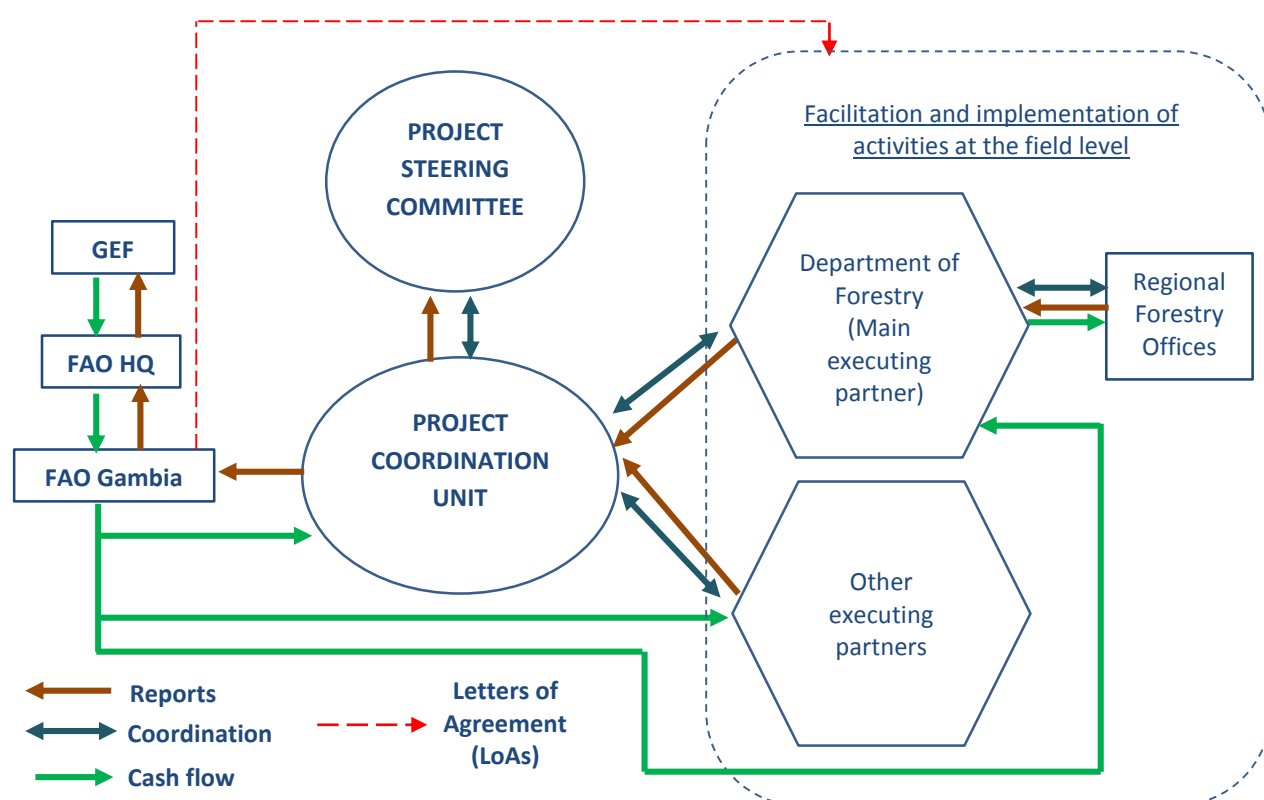 PROJECT
STEERING
COMMITTEE
Facilitation and implementation of
activities at the field level
GEF
FAO HQ
FAO Gambia
PROJECT
COORDINATION
UNIT
Department of
Forestry
(Main
executing
partner)
Regional
Forestry
Offices
Other
executing
partners
Reports
Coordination
Cash flow
Letters of
Agreement
(LoAs)